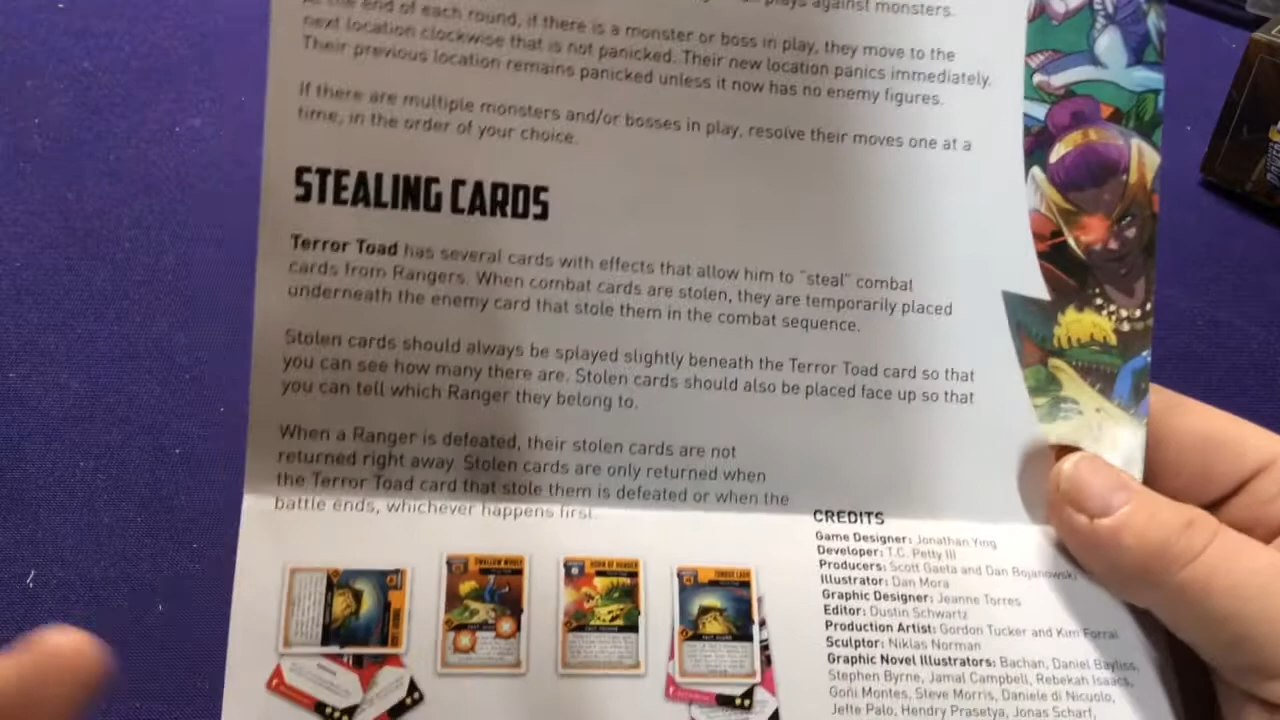 plays against monsters.
end of each round, if there is a monster or boss in play, they move to the
next location clockwise that is not panicked. Their new location panics immediately.
Their previous location remains panicked unless it now has no enemy figures.
If there are multiple monsters and/or bosses in play, resolve their moves one at a
time, in the order of your choice.
STEALING CARDS
Terror Toad has several cards with effects that allow him to "steal" combat
cards from Rangers. When combat cards are stolen, they are temporarily placed
underneath the enemy card that stole them in the combat sequence.
Stolen cards should always be splayed slightly beneath the Terror Toad card so that
you can see how many there are. Stolen cards should also be placed face up so that
you can tell which Ranger they belong to.
When a Ranger is defeated, their stolen cards are not
returned right away. Stolen cards are only returned when
the Terror Toad card that stole them is defeated or when the
battle ends, whichever happens first.
SWALLOW WHOLE
HORN OF HUNGER
TONGUE LASH
CREDITS
Game Designer: Jonathan Ying
Developer: T.C. Petty III
Producers: Scott Gaeta and Dan Bojanowski
Illustrator: Dan Mora
Graphic Designer: Jeanne Torres
Editor: Dustin Schwartz
Production Artist: Gordon Tucker and Kim Forrai
Sculptor: Niklas Norman
Graphic Novel Illustrators: Bachan, Daniel Bayliss,
Stephen Byrne, Jamal Campbell, Rebekah Isaacs,
Goñi Montes, Steve Morris, Daniele di Nicuolo,
Jette Palo, Hendry Prasetya, Jonas Scharf,